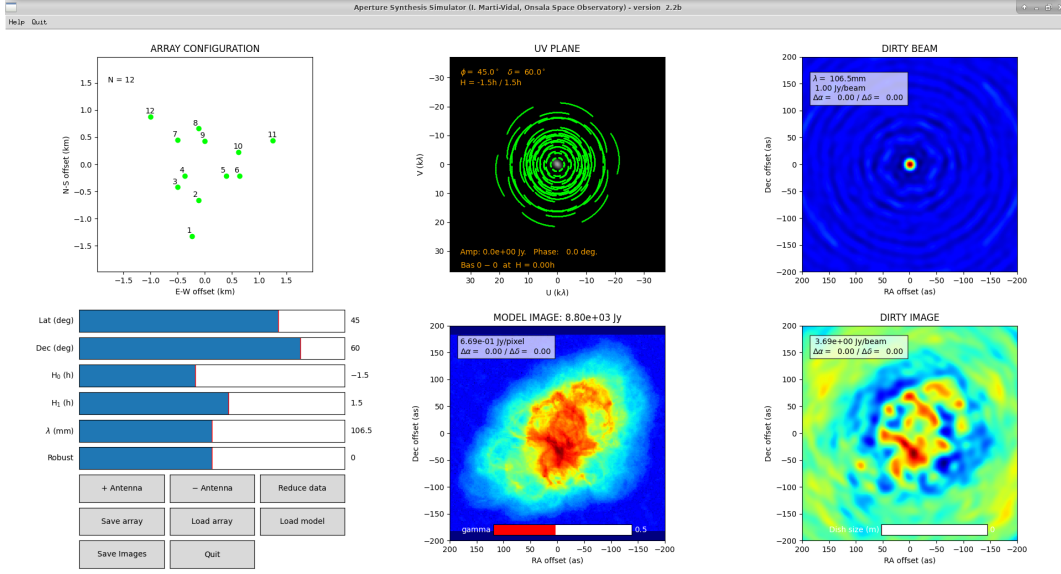 Aperture Synthesis Simulator (I. Marti-Vidal, Onsala Space Observatory) - version 2.2b
Help Quit
ARRAY CONFIGURATION
N = 12
12
8
7
9
11
10
4
5
6
3
2
1
1.5
1.0
0.5
0.0
−0.5
−1.0
−1.5
N-S offset (km)
−1.5 −1.0 −0.5 0.0 0.5 1.0 1.5
E-W offset (km)
UV PLANE
ϕ = 45.0° δ = 60.0°
H = -1.5h / 1.5h
Amp: 0.0e+00 Jy. Phase: 0.0 deg.
Bas 0 − 0 at H = 0.00h
−30
−20
−10
0
10
20
30
V (kλ)
30 20 10 0 −10 −20 −30
U (kλ)
DIRTY BEAM
λ = 106.5mm
1.00 Jy/beam
Δα = 0.00 / Δδ = 0.00
200
150
100
50
0
−50
−100
−150
−200
Dec offset (as)
200 150 100 50 0 −50 −100 −150 −200
RA offset (as)
Lat (deg) 45
Dec (deg) 60
H₀ (h) −1.5
H₁ (h) 1.5
λ (mm) 106.5
Robust 0
+ Antenna − Antenna Reduce data
Save array Load array Load model
Save Images Quit
MODEL IMAGE: 8.80e+03 Jy
6.69e-01 Jy/pixel
Δα = 0.00 / Δδ = 0.00
gamma 0.5
200
150
100
50
0
−50
−100
−150
−200
Dec offset (as)
200 150 100 50 0 −50 −100 −150 −200
RA offset (as)
DIRTY IMAGE
3.69e+00 Jy/beam
Δα = 0.00 / Δδ = 0.00
Dish size (m)
200
150
100
50
0
−50
−100
−150
−200
Dec offset (as)
200 150 100 50 0 −50 −100 −150 −200
RA offset (as)